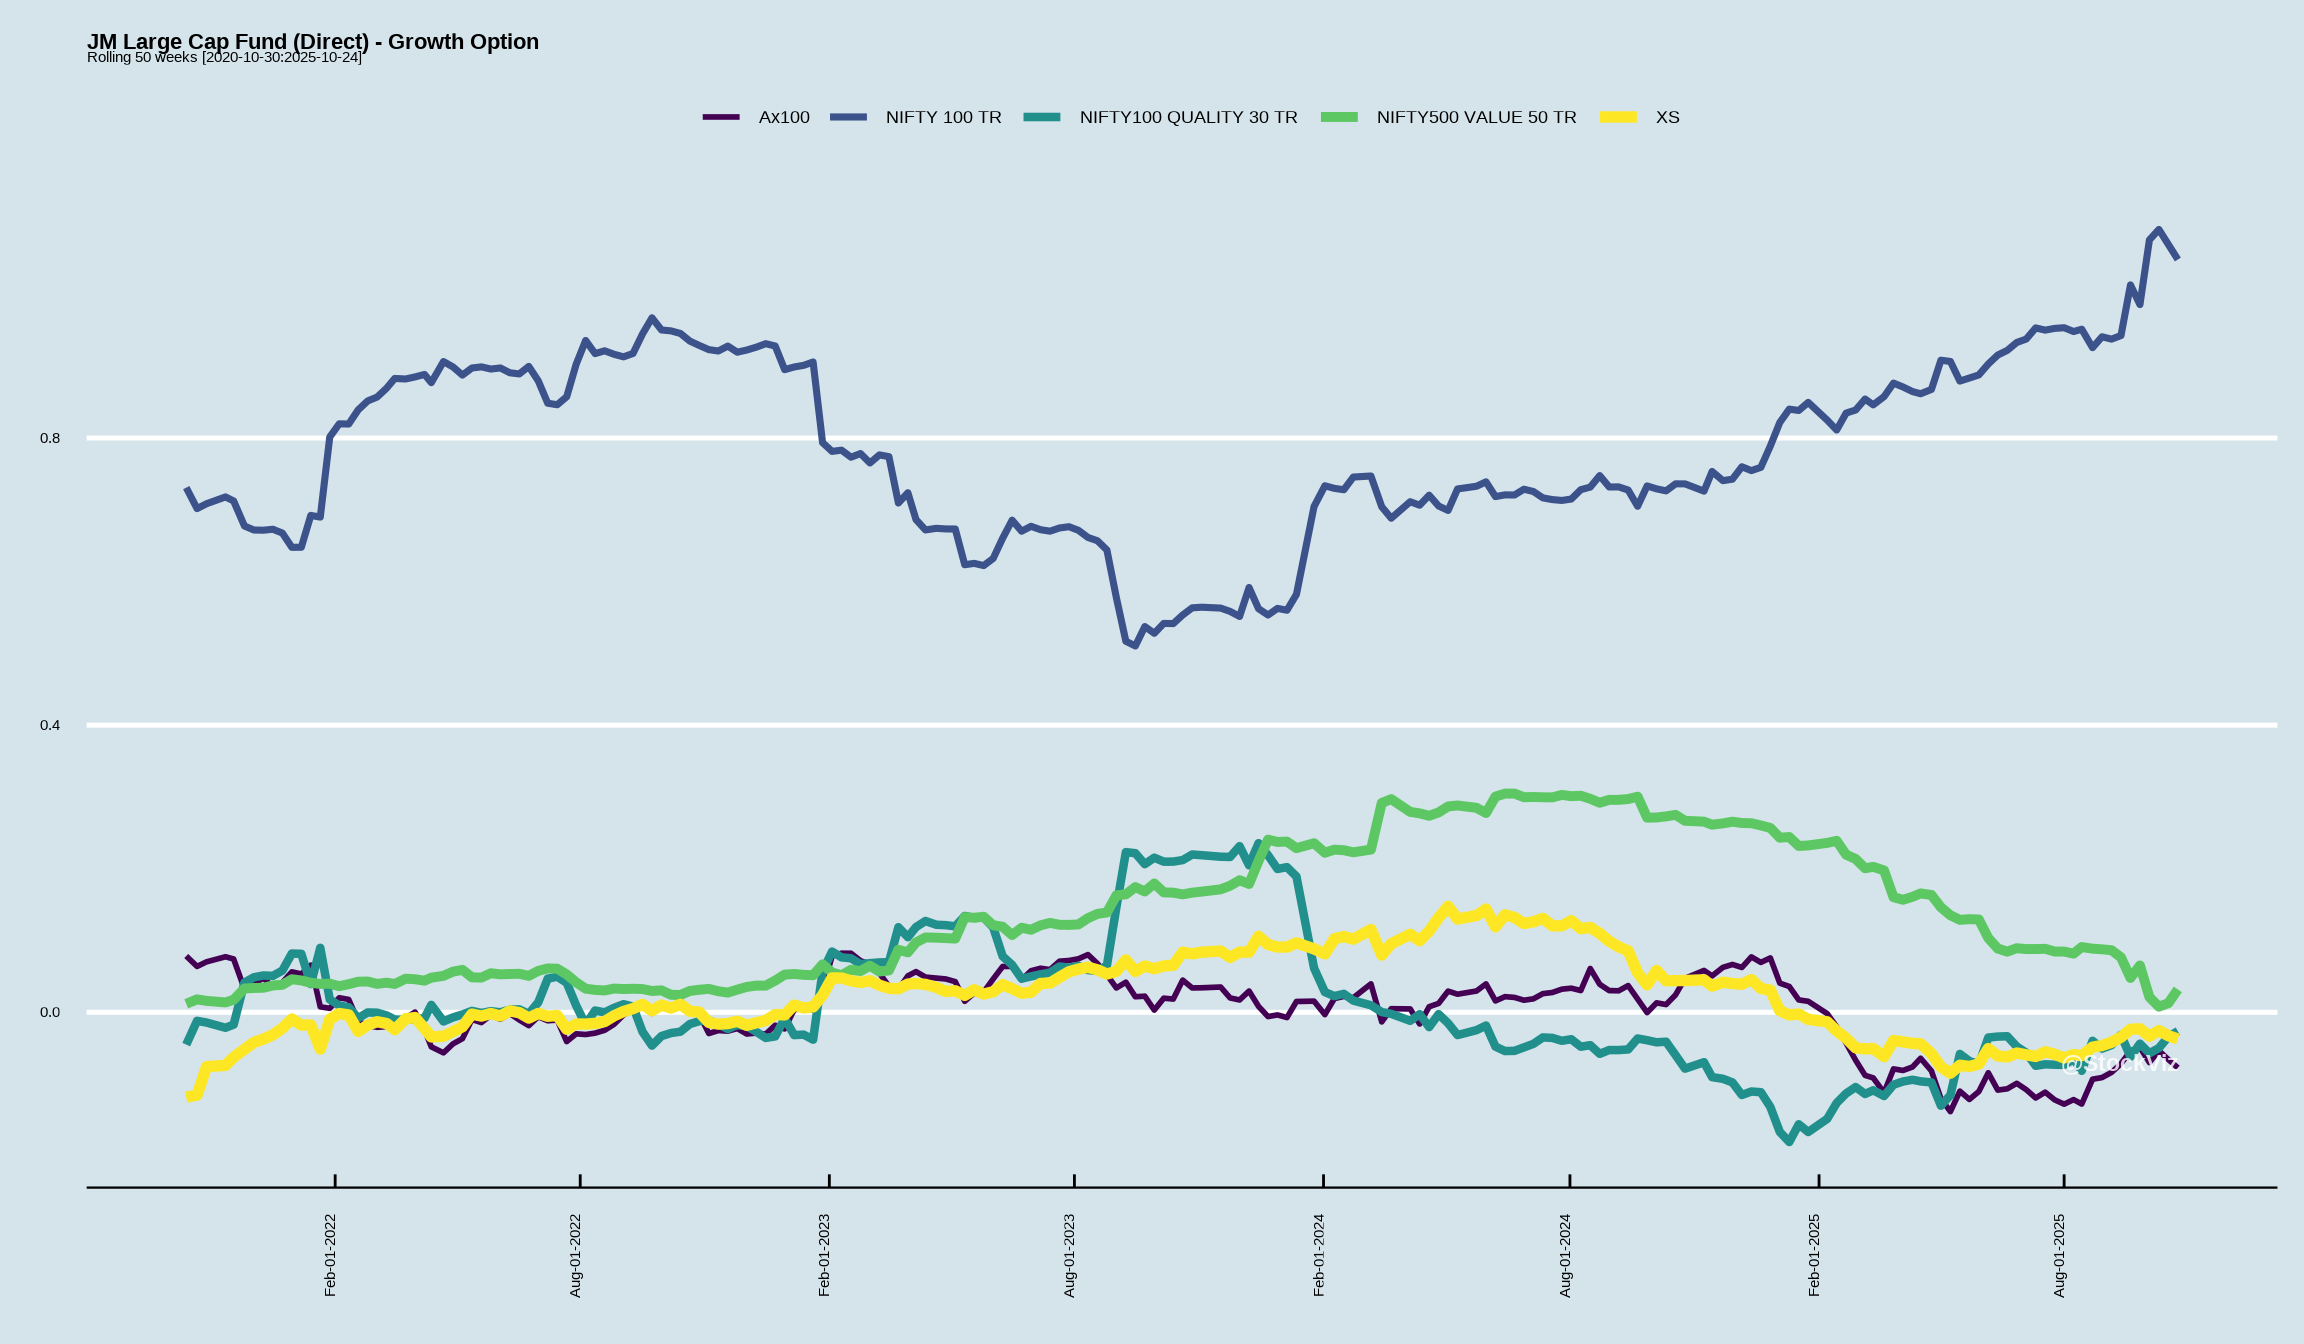 JM Large Cap Fund (Direct) - Growth Option
Rolling 50 weeks [2020-10-30:2025-10-24]
Ax100 NIFTY 100 TR NIFTY100 QUALITY 30 TR NIFTY500 VALUE 50 TR XS
0.8
0.4
0.0
@StockViz
Feb-01-2022 Aug-01-2022 Feb-01-2023 Aug-01-2023 Feb-01-2024 Aug-01-2024 Feb-01-2025 Aug-01-2025